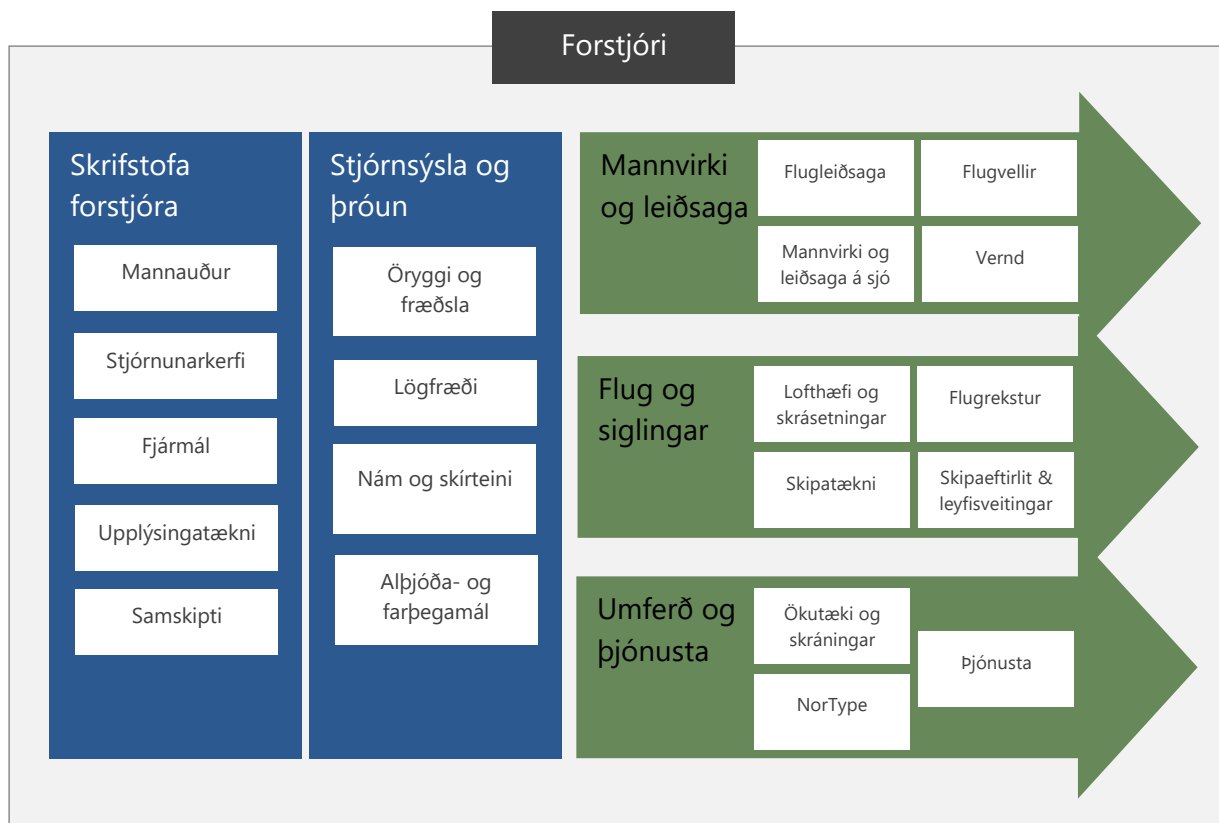 Forstjóri
Skrifstofa
forstjóra
Mannauður
Stjórnunarkerfi
Fjármál
Upplýsingatækni
Samskipti
Stjórnsýsla og
þróun
Öryggi og
fræðsla
Lögfræði
Nám og skírteini
Alþjóða- og
farþegamál
Mannvirki
og leiðsaga
Flugleiðsaga
Flugvellir
Mannvirki og
leiðsaga á sjó
Vernd
Flug og
siglingar
Lofthæfi og
skrásetningar
Flugrekstur
Skipatækni
Skipaeftirlit &
leyfisveitingar
Umferð og
þjónusta
Ökutæki og
skráningar
NorType
Þjónusta